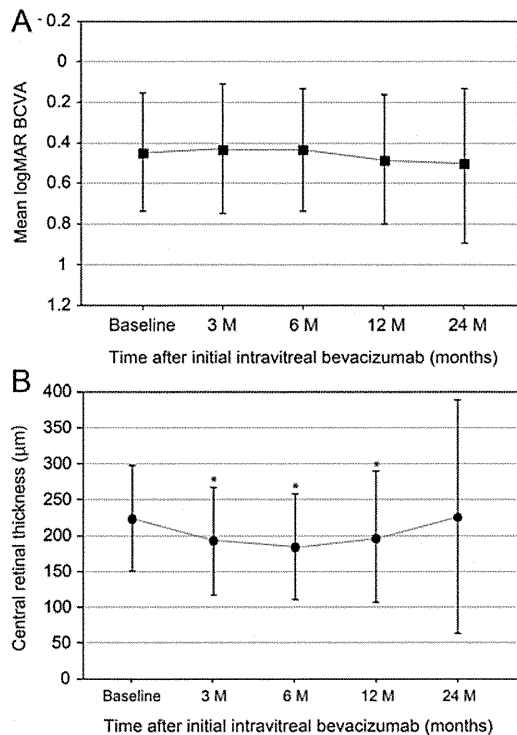 A
- 0.2
0
0.2
0.4
0.6
0.8
1
1.2
Mean logMAR BCVA
Baseline 3 M 6 M 12 M 24 M
Time after initial intravitreal bevacizumab (months)
B
400
350
300
250
200
150
100
50
0
Central retinal thickness (μm)
* * *
Baseline 3 M 6 M 12 M 24 M
Time after initial intravitreal bevacizumab (months)